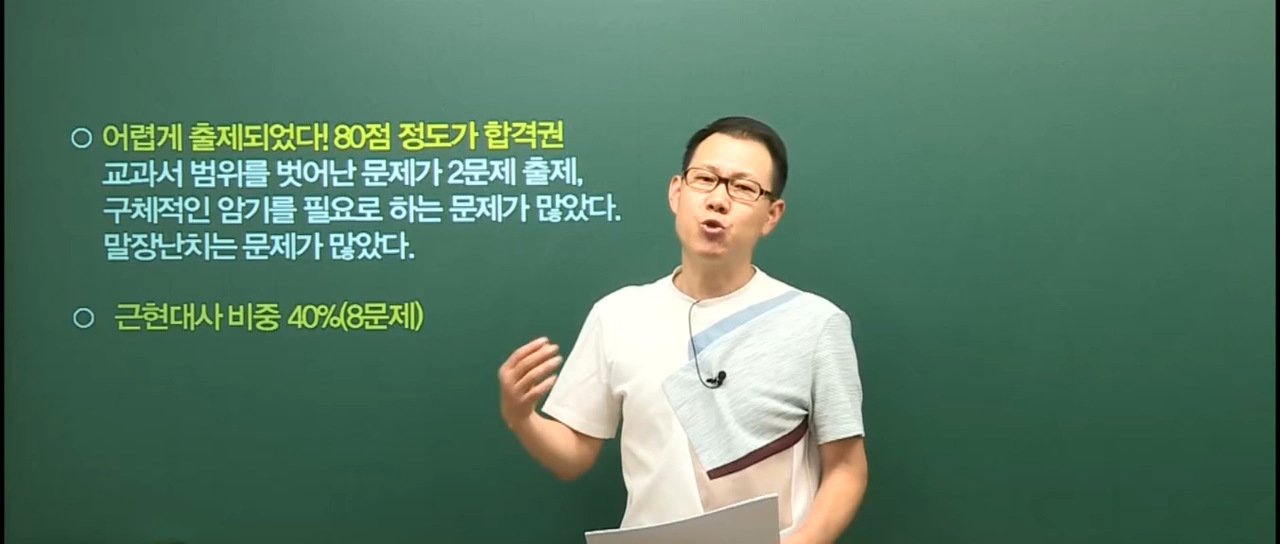 ○ 어렵게 출제되었다! 80점 정도가 합격권
교과서 범위를 벗어난 문제가 2문제 출제,
구체적인 암기를 필요로 하는 문제가 많았다.
말장난치는 문제가 많았다.
○ 근현대사 비중 40%(8문제)